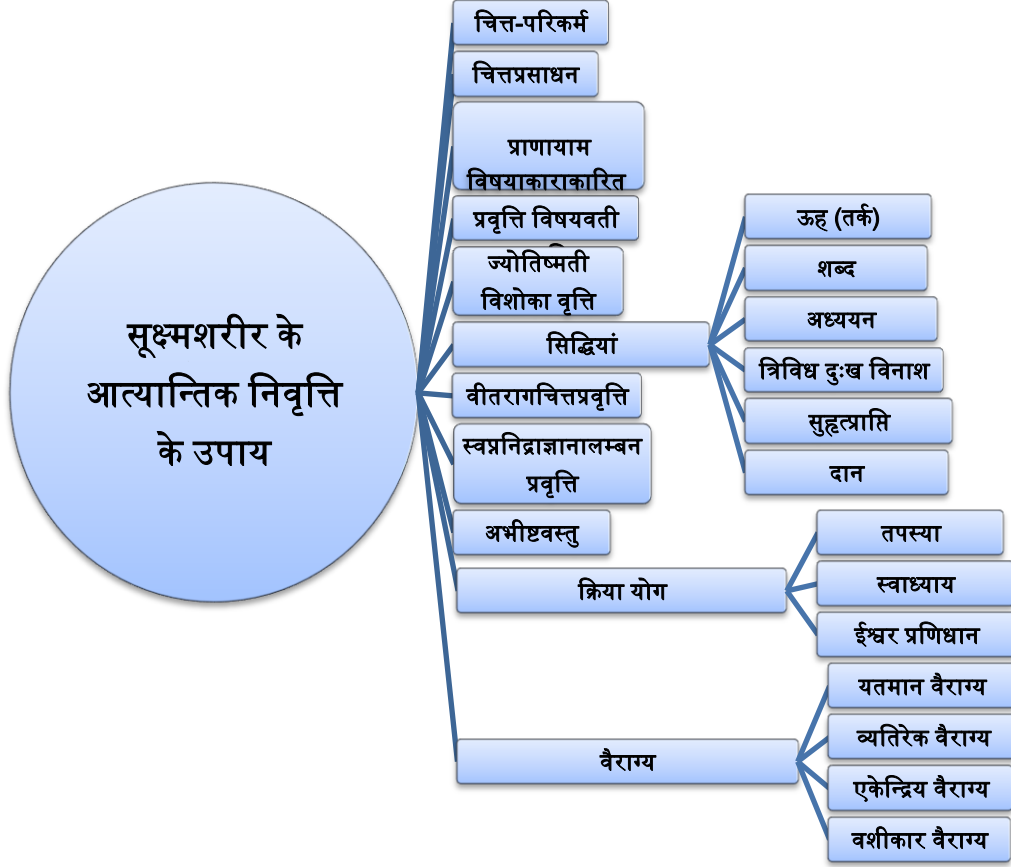 सूक्ष्मशरीर के
आत्यान्तिक निवृत्ति
के उपाय
चित्त-परिकर्म
चित्तप्रसाधन
प्राणायाम
विषयाकाराकारित
प्रवृत्ति विषयवती
ज्योतिष्मती
विशोका वृत्ति
सिद्धियां
ऊह (तर्क)
शब्द
अध्ययन
त्रिविध दुःख विनाश
सुहृत्प्राप्ति
दान
वीतरागचित्तप्रवृत्ति
स्वप्ननिद्राज्ञानालम्बन
प्रवृत्ति
अभीष्टवस्तु
क्रिया योग
तपस्या
स्वाध्याय
ईश्वर प्रणिधान
वैराग्य
यतमान वैराग्य
व्यतिरेक वैराग्य
एकेन्द्रिय वैराग्य
वशीकार वैराग्य